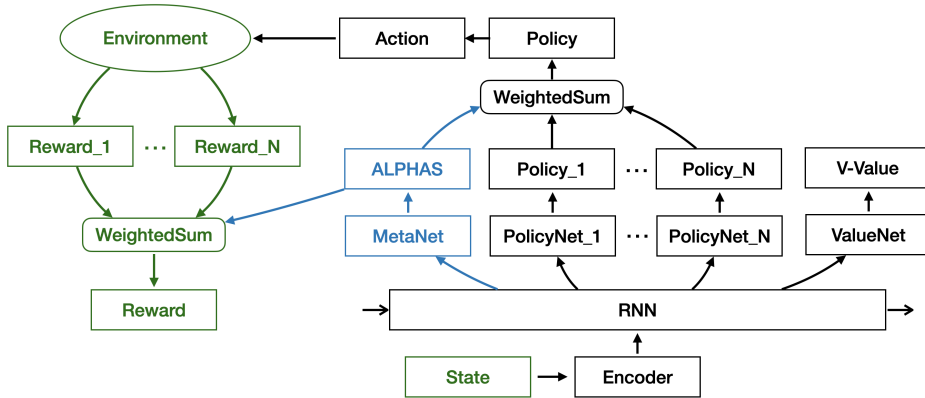 Environment
Action
Policy
WeightedSum
Reward_1
...
Reward_N
ALPHAS
Policy_1
...
Policy_N
V-Value
WeightedSum
MetaNet
PolicyNet_1
...
PolicyNet_N
ValueNet
Reward
RNN
State
Encoder